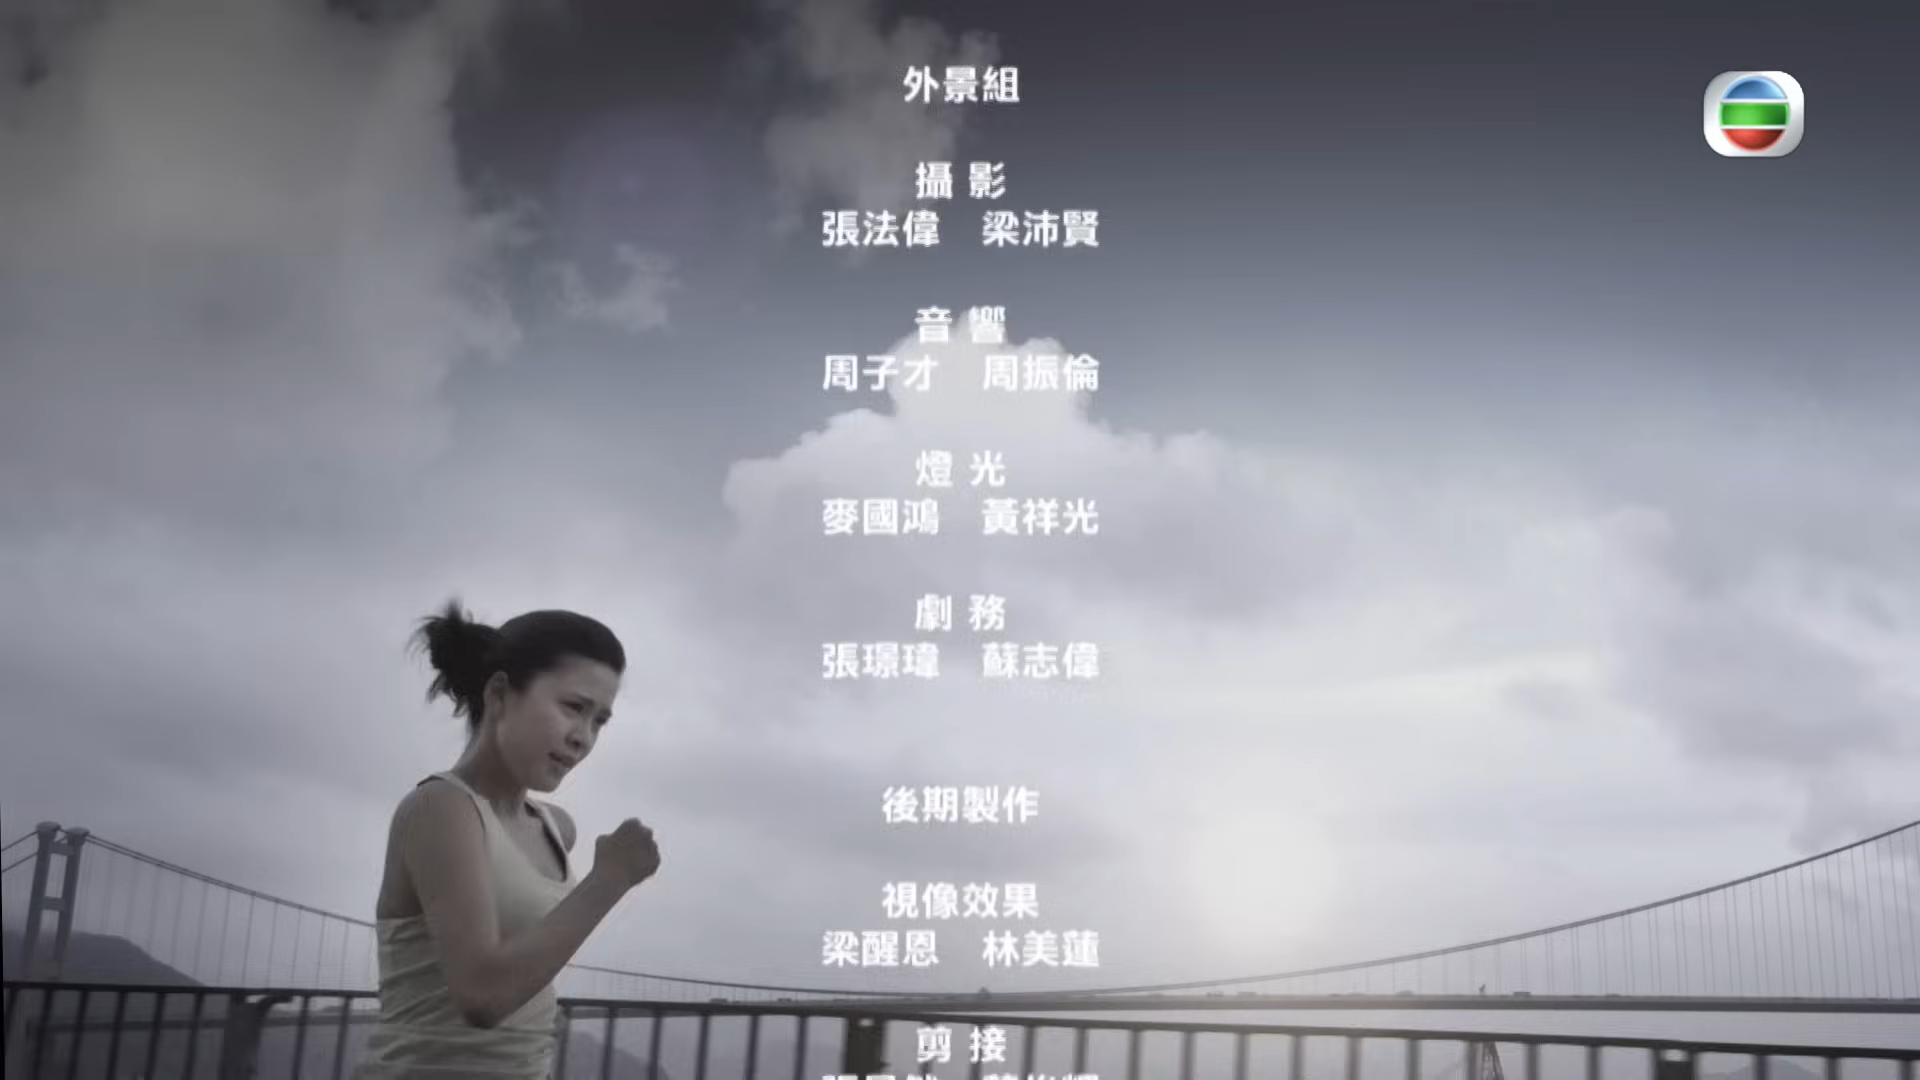 外景組
攝 影
張法偉　梁沛賢
音 響
周子才　周振倫
燈 光
麥國鴻　黃祥光
劇 務
張璟瑋　蘇志偉
後期製作
視像效果
梁醒恩　林美蓮
剪 接